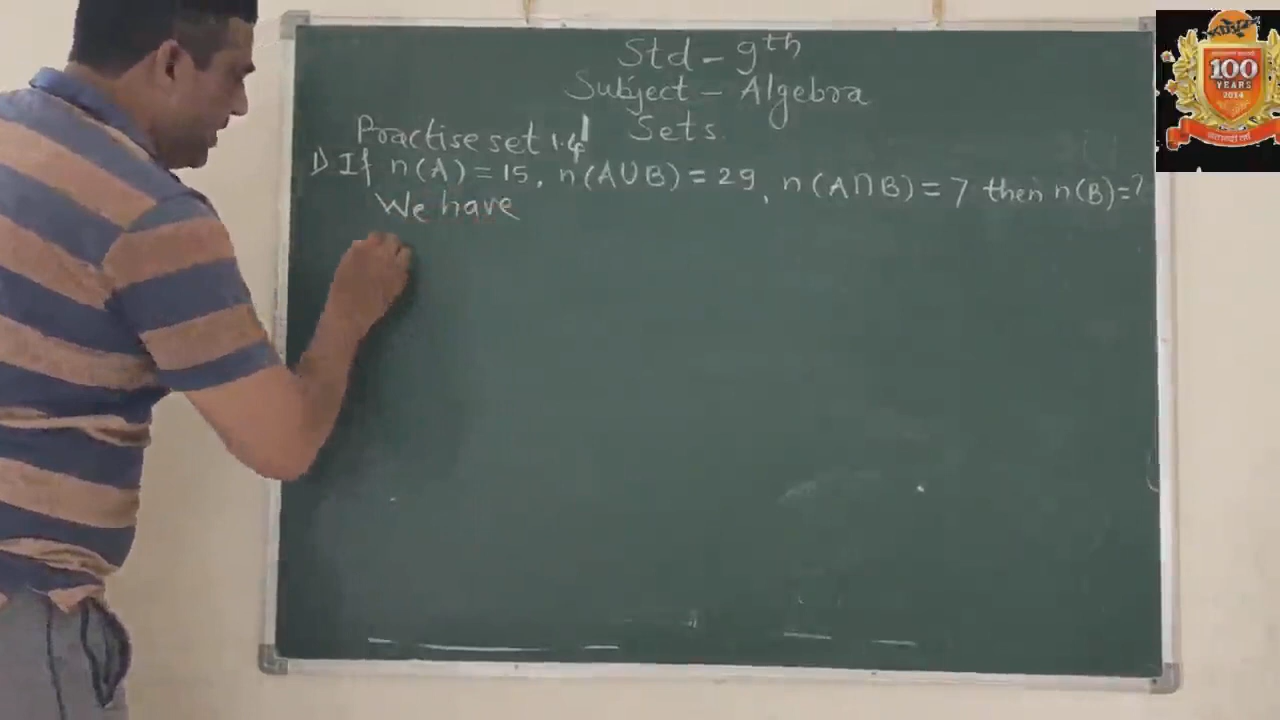 Std - 9th
Subject - Algebra
Sets.
Practise set 1.4
1) If n(A) = 15, n(A∪B) = 29, n(A∩B) = 7 then n(B)=?
We have
100
YEARS
2014